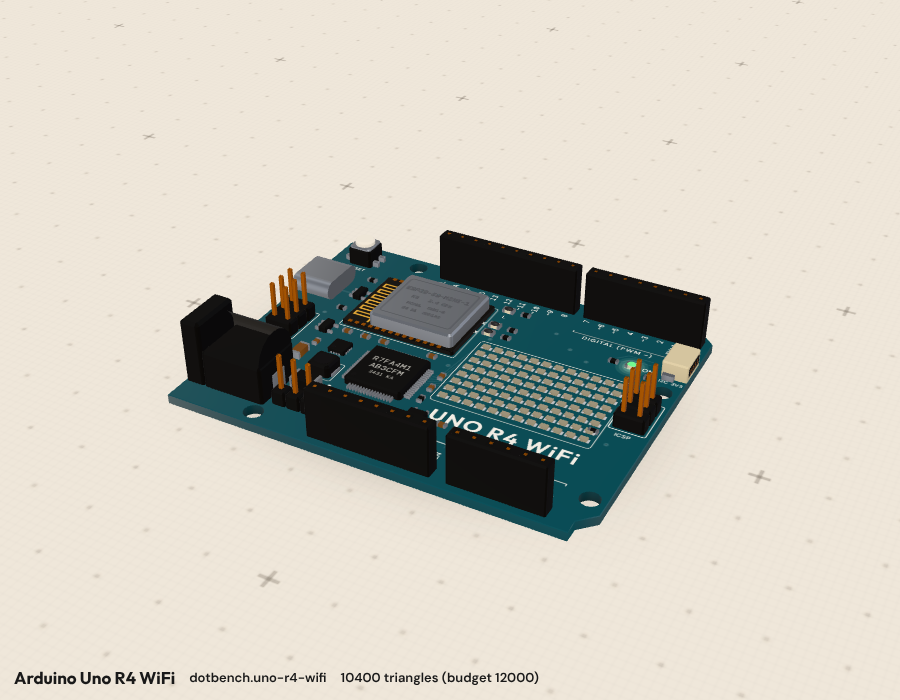 R7FA4M1
AB3CFM
UNO R4 WiFi
DIGITAL (PWM ~)
ON
ICSP
Arduino Uno R4 WiFi dotbench.uno-r4-wifi 10400 triangles (budget 12000)